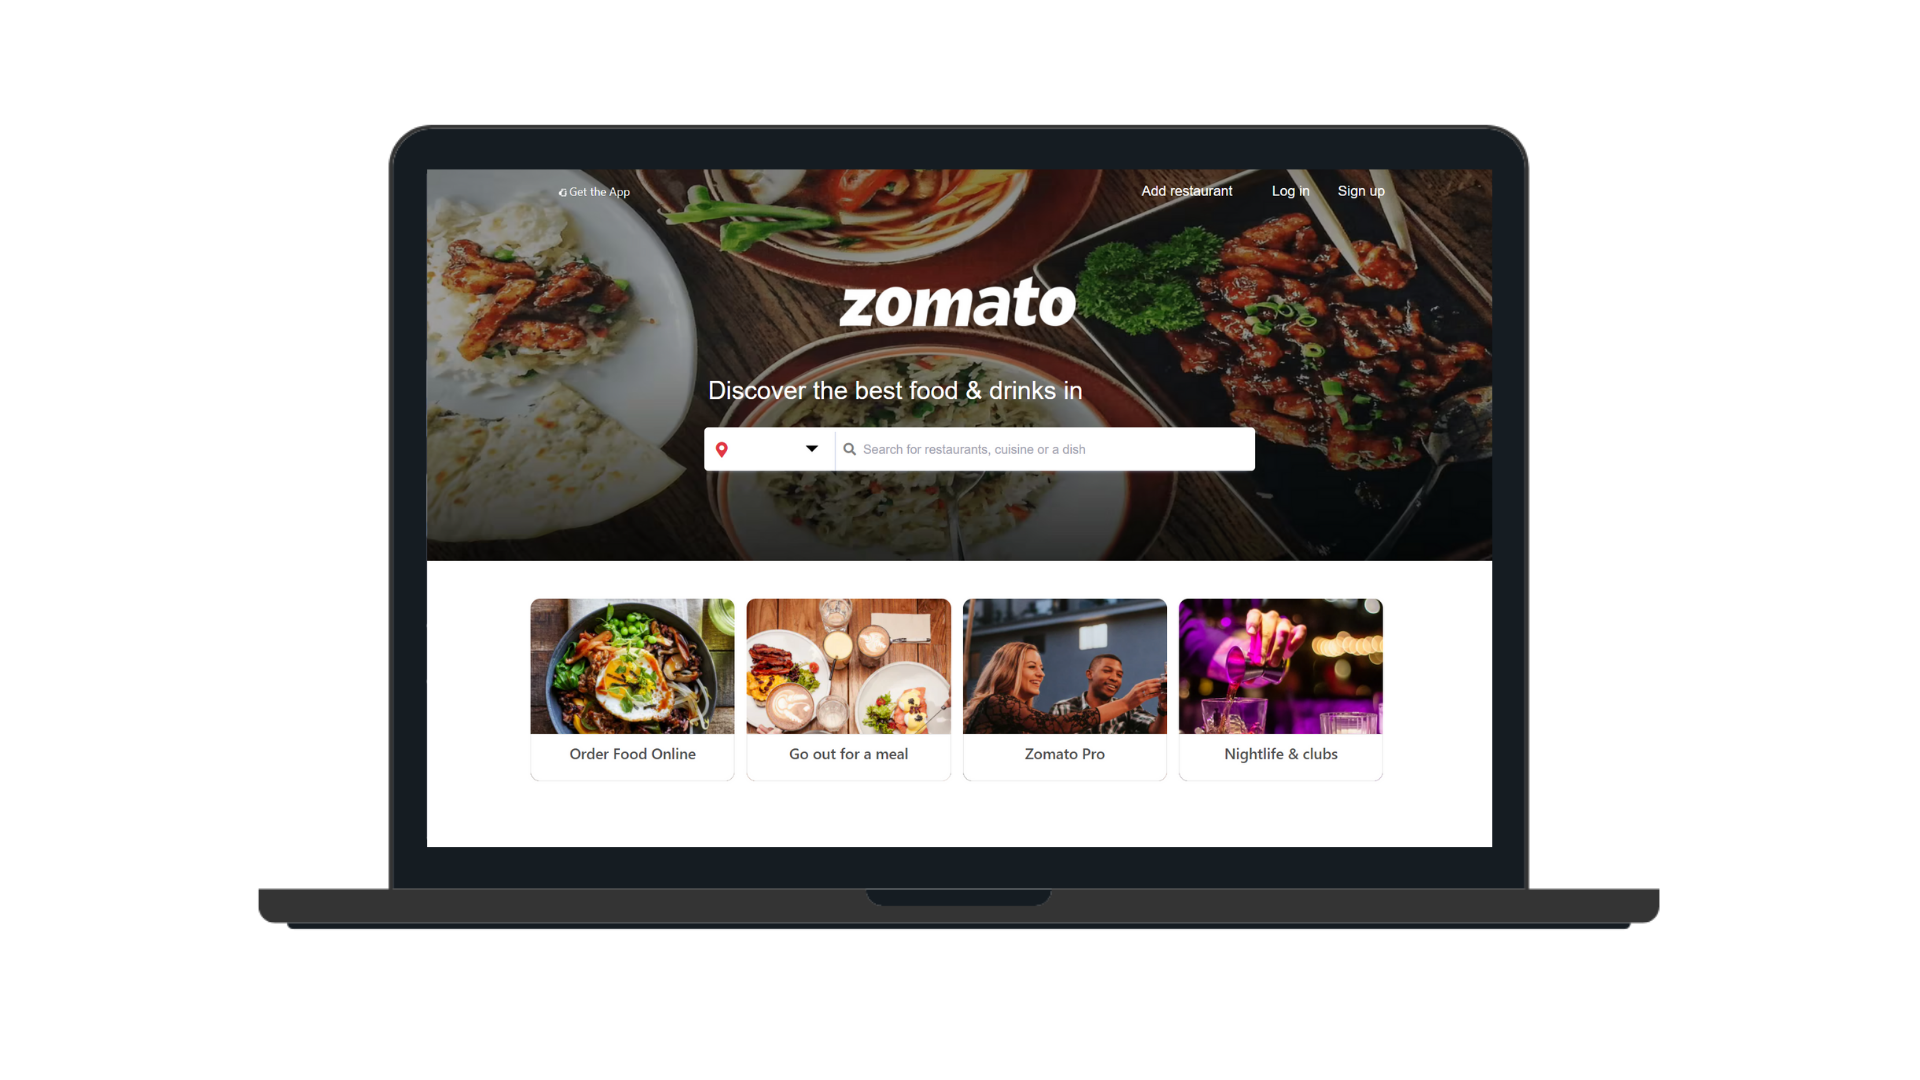 Get the App
Add restaurant
Log in
Sign up
zomato
Discover the best food & drinks in
Search for restaurants, cuisine or a dish
Order Food Online
Go out for a meal
Zomato Pro
Nightlife & clubs